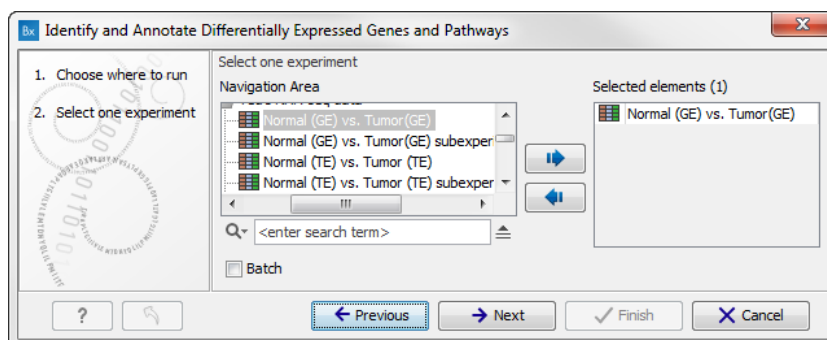 Bx Identify and Annotate Differentially Expressed Genes and Pathways
1. Choose where to run
2. Select one experiment
Select one experiment
Navigation Area
Normal (GE) vs. Tumor(GE)
Normal (GE) vs. Tumor(GE) subexper
Normal (TE) vs. Tumor (TE)
Normal (TE) vs. Tumor (TE) subexper
<enter search term>
Batch
Selected elements (1)
Normal (GE) vs. Tumor(GE)
? Previous Next Finish Cancel